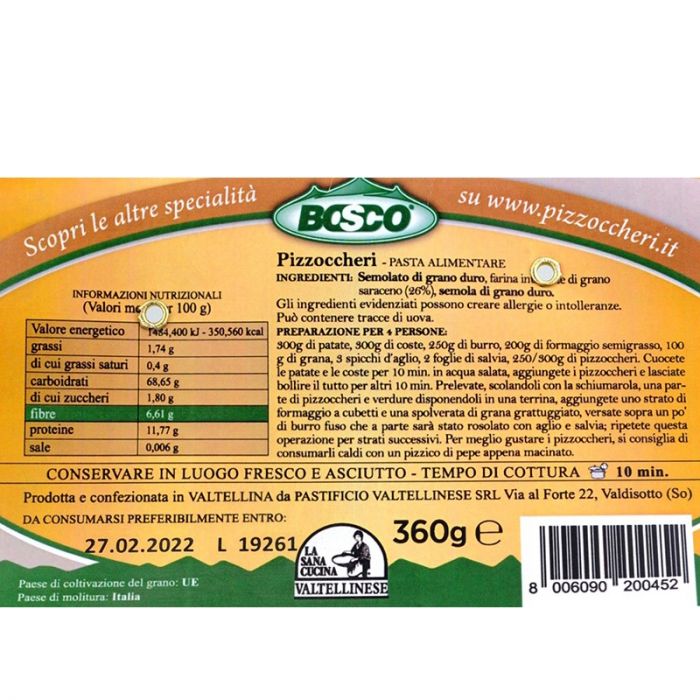 Scopri le altre specialità
BOSCO
su www.pizzoccheri.it
Pizzoccheri - PASTA ALIMENTARE
INGREDIENTI: Semolato di grano duro, farina di grano
saraceno (26%), semola di grano duro.
Gli ingredienti evidenziati possono creare allergie o intolleranze.
Può contenere tracce di uova.
PREPARAZIONE PER 4 PERSONE:
300g di patate, 300g di coste, 250g di burro, 200g di formaggio semigrasso, 100
g di grana, 3 spicchi d'aglio, 2 foglie di salvia, 250/300g di pizzoccheri. Cuocete
le patate e le coste per 10 min. in acqua salata, aggiungete i pizzoccheri e lasciate
bollire il tutto per altri 10 min. Prelevate, scolandoli con la schiumarola, una par-
te di pizzoccheri e verdure disponendoli in una terrina, aggiungete uno strato di
formaggio a cubetti e una spolverata di grana grattuggiato, versate sopra un po'
di burro fuso che a parte sarà stato rosolato con aglio e salvia; ripetete questa
operazione per strati successivi. Per meglio gustare i pizzoccheri, si consiglia di
consumarli caldi con un pizzico di pepe appena macinato.
INFORMAZIONI NUTRIZIONALI
(Valori 100 g)
Valore energetico 1484,400 kJ - 350,560 kcal
grassi 1,74 g
di cui grassi saturi 0,4 g
carboidrati 68,65 g
di cui zuccheri 1,80 g
fibre 6,61 g
proteine 11,77 g
sale 0,006 g
CONSERVARE IN LUOGO FRESCO E ASCIUTTO - TEMPO DI COTTURA 10 min.
Prodotta e confezionata in VALTELLINA da PASTIFICIO VALTELLINESE SRL Via al Forte 22, Valdisotto (So)
DA CONSUMARSI PREFERIBILMENTE ENTRO:
27.02.2022 L 19261
LA SANA CUCINA
VALTELLINESE
360g e
Paese di coltivazione del grano: UE
Paese di molitura: Italia
8 006090 200452